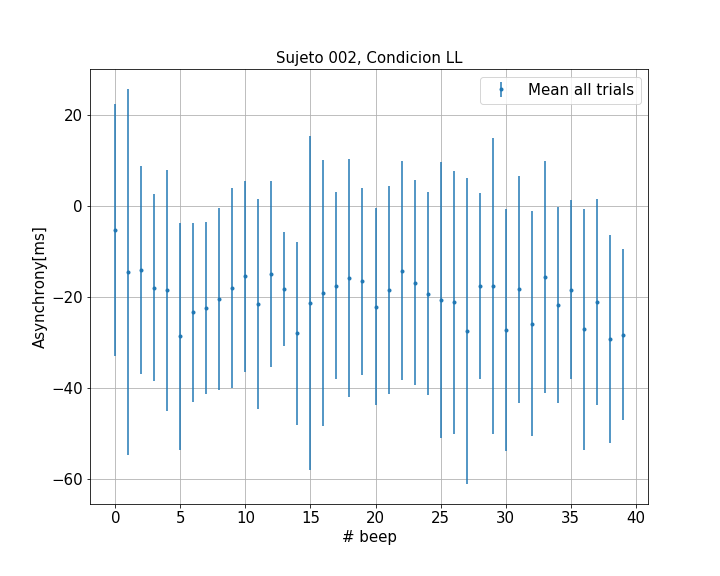 Sujeto 002, Condicion LL
Mean all trials
Asynchrony[ms]
20
0
−20
−40
−60
0 5 10 15 20 25 30 35 40
# beep